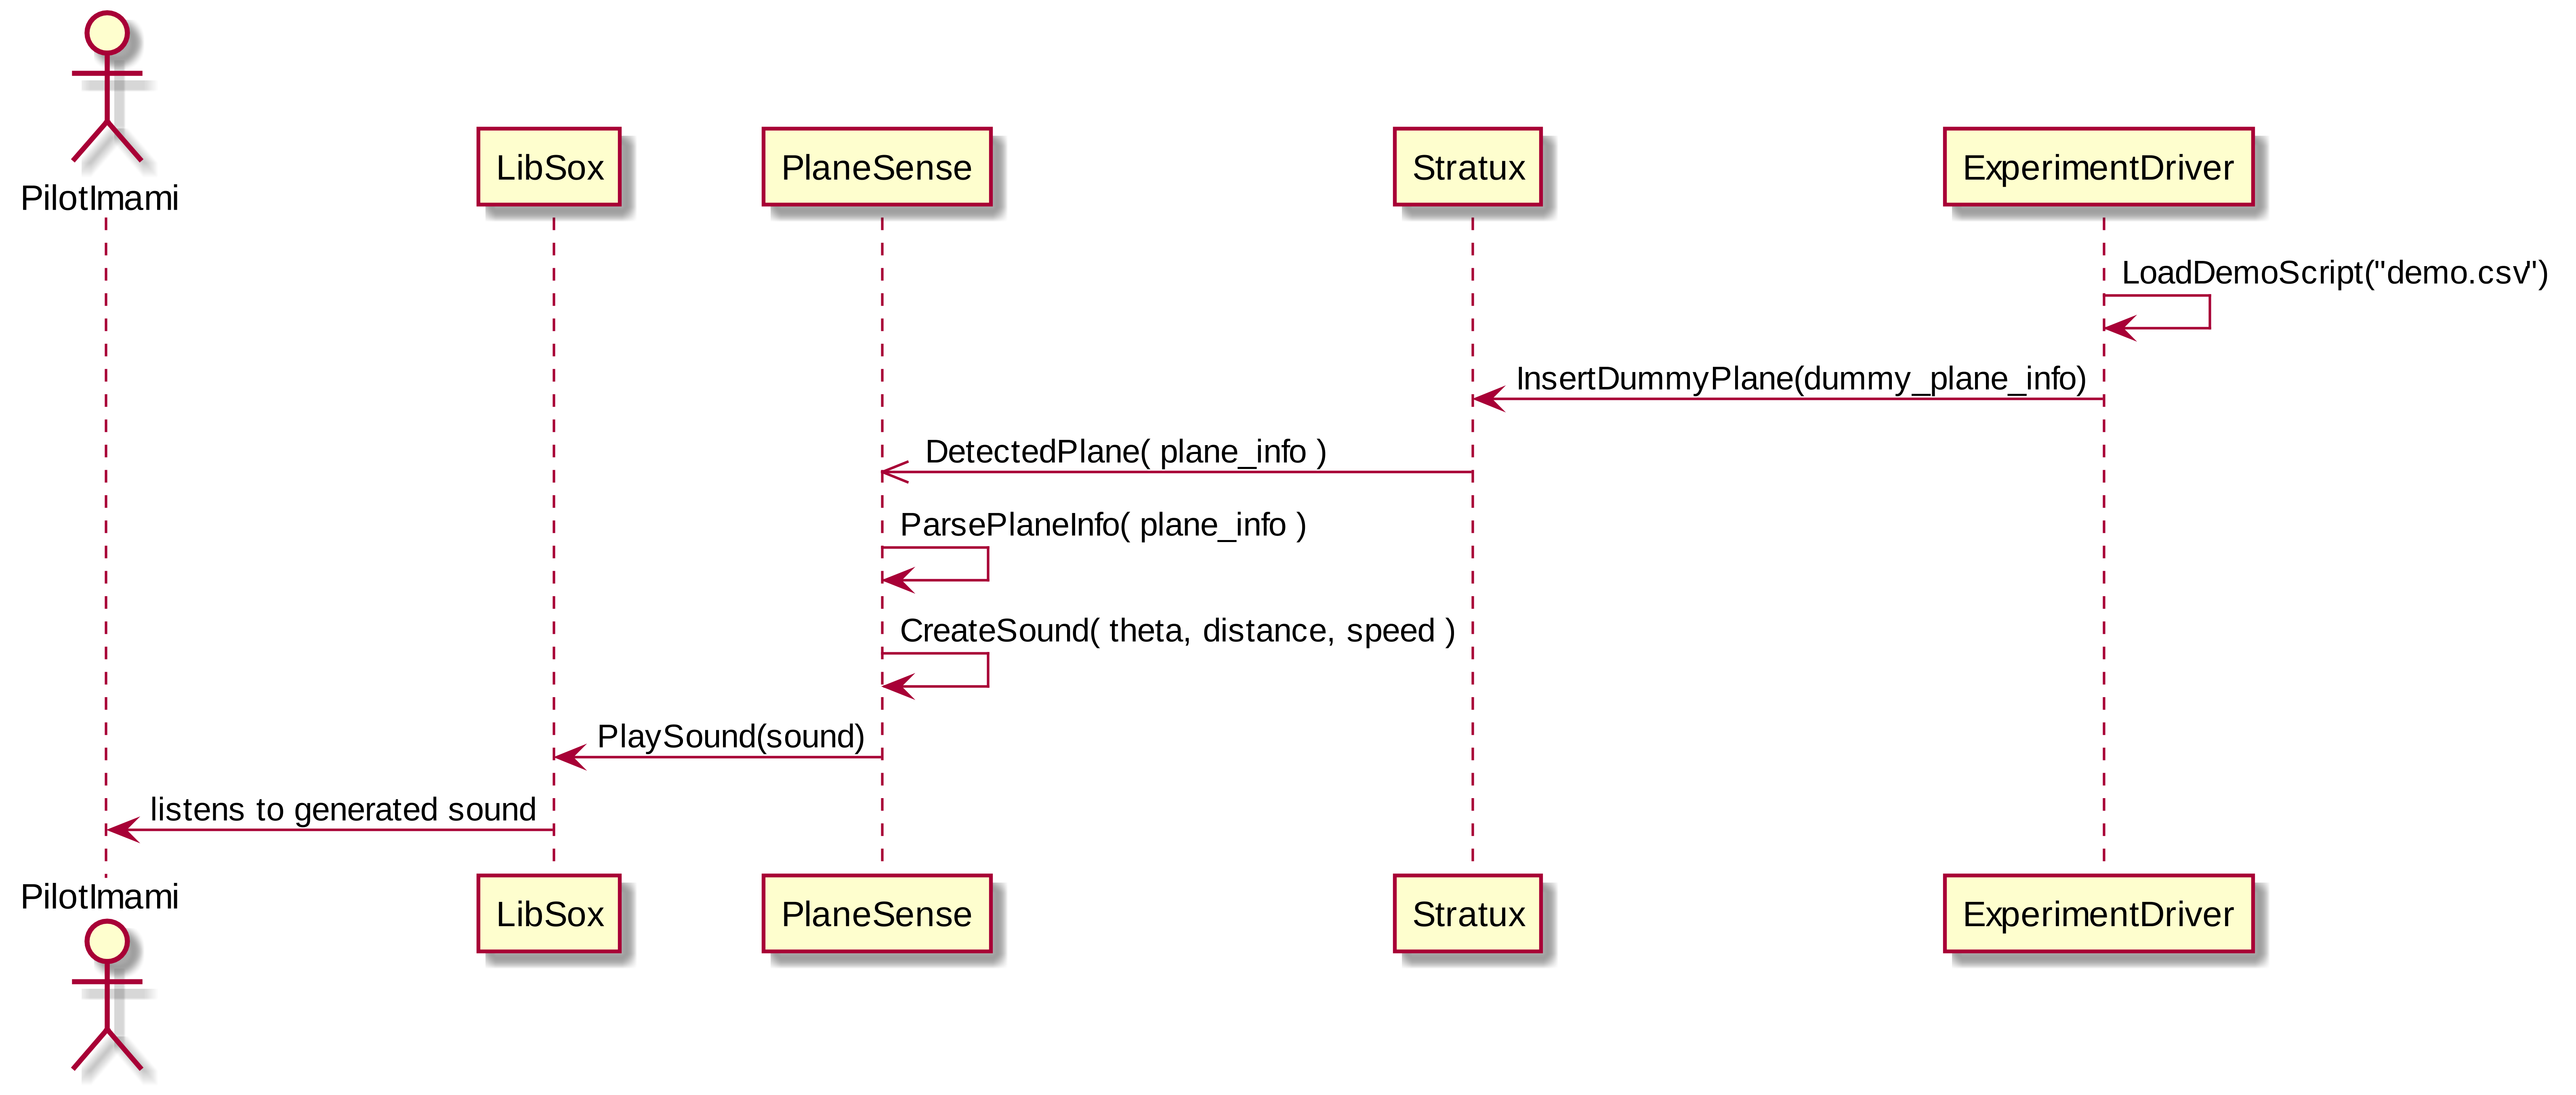 PilotImami
LibSox
PlaneSense
Stratux
ExperimentDriver
LoadDemoScript("demo.csv")
InsertDummyPlane(dummy_plane_info)
DetectedPlane( plane_info )
ParsePlaneInfo( plane_info )
CreateSound( theta, distance, speed )
PlaySound(sound)
listens to generated sound
PilotImami
LibSox
PlaneSense
Stratux
ExperimentDriver